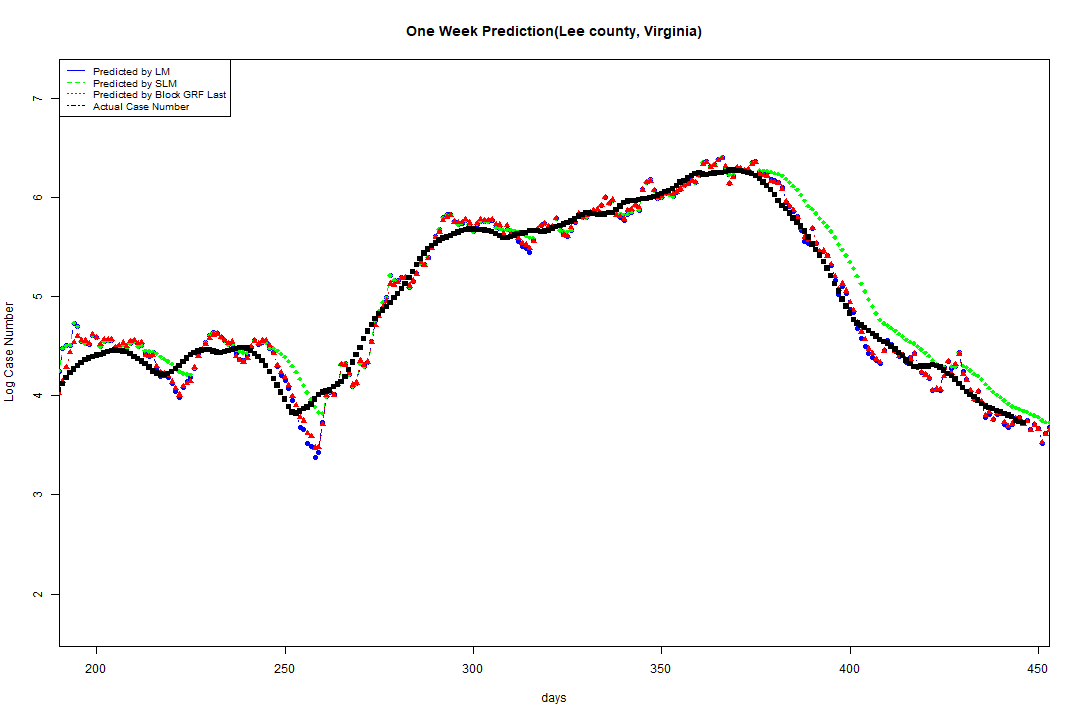 One Week Prediction(Lee county, Virginia)
Predicted by LM
Predicted by SLM
Predicted by Block GRF Last
Actual Case Number
7
6
5
4
3
2
Log Case Number
200 250 300 350 400 450
days